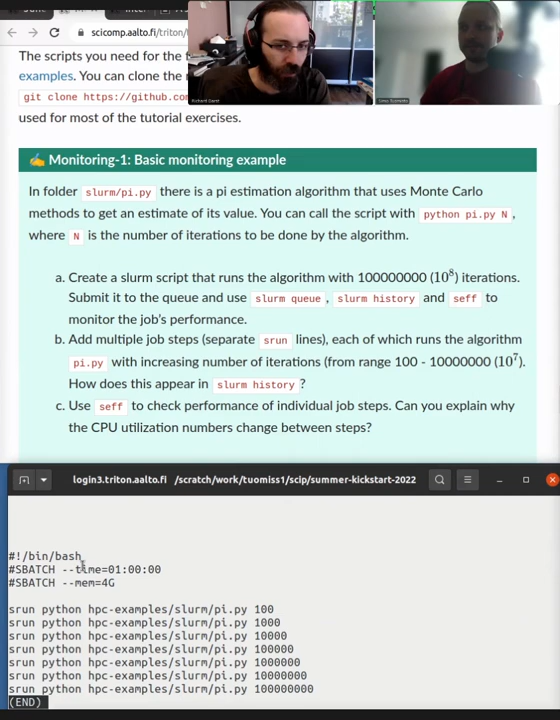 scicomp.aalto.fi/triton/
The scripts you need for the
examples. You can clone the
git clone https://github.com
used for most of the tutorial exercises.
Richard Darst
Simo Tuomisto
✍ Monitoring-1: Basic monitoring example
In folder slurm/pi.py there is a pi estimation algorithm that uses Monte Carlo
methods to get an estimate of its value. You can call the script with python pi.py N ,
where N is the number of iterations to be done by the algorithm.
a. Create a slurm script that runs the algorithm with 100000000 (10⁸) iterations.
Submit it to the queue and use slurm queue , slurm history and seff to
monitor the job's performance.
b. Add multiple job steps (separate srun lines), each of which runs the algorithm
pi.py with increasing number of iterations (from range 100 - 10000000 (10⁷).
How does this appear in slurm history ?
c. Use seff to check performance of individual job steps. Can you explain why
the CPU utilization numbers change between steps?
login3.triton.aalto.fi /scratch/work/tuomiss1/scip/summer-kickstart-2022
#!/bin/bash
#SBATCH --time=01:00:00
#SBATCH --mem=4G
srun python hpc-examples/slurm/pi.py 100
srun python hpc-examples/slurm/pi.py 1000
srun python hpc-examples/slurm/pi.py 10000
srun python hpc-examples/slurm/pi.py 100000
srun python hpc-examples/slurm/pi.py 1000000
srun python hpc-examples/slurm/pi.py 10000000
srun python hpc-examples/slurm/pi.py 100000000
(END)